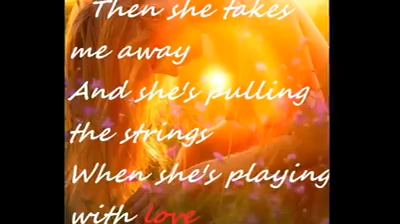 Then she takes
me away
And she's pulling
the strings
When she's playing
with love